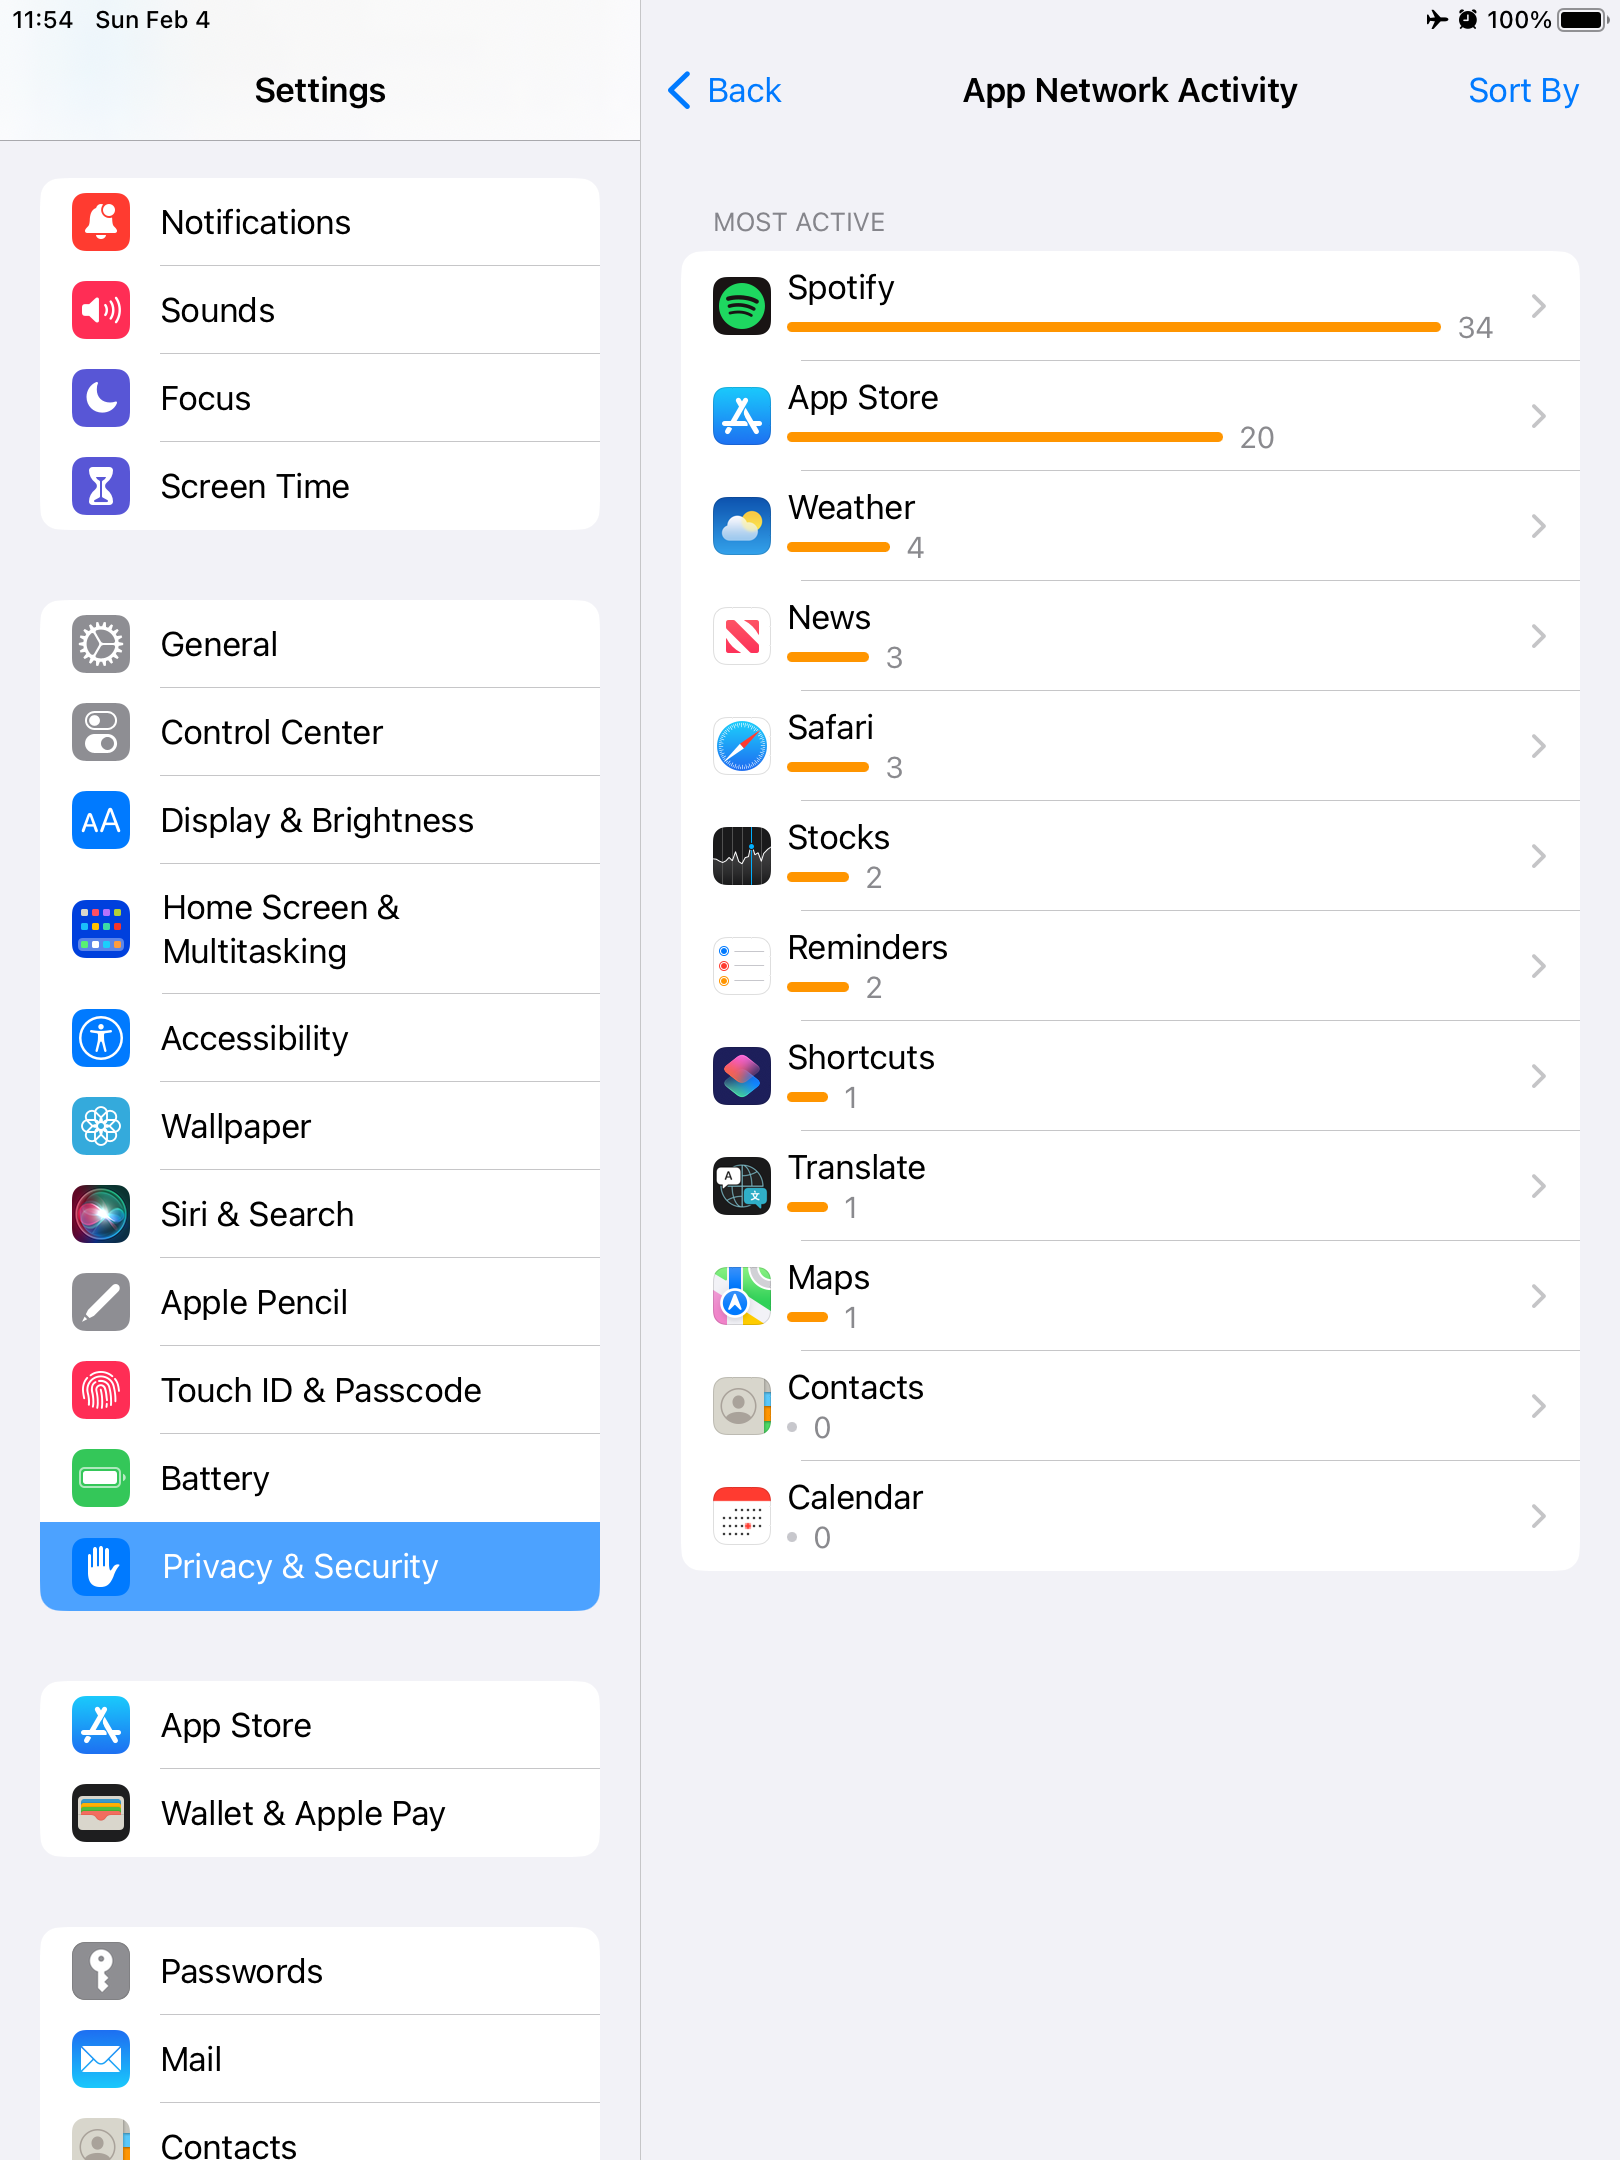 11:54 Sun Feb 4
100%
Settings
Notifications
Sounds
Focus
Screen Time
General
Control Center
Display & Brightness
Home Screen &
Multitasking
Accessibility
Wallpaper
Siri & Search
Apple Pencil
Touch ID & Passcode
Battery
Privacy & Security
App Store
Wallet & Apple Pay
Passwords
Mail
Contacts
Back
App Network Activity
Sort By
MOST ACTIVE
Spotify
34
App Store
20
Weather
4
News
3
Safari
3
Stocks
2
Reminders
2
Shortcuts
1
Translate
1
Maps
1
Contacts
0
Calendar
0